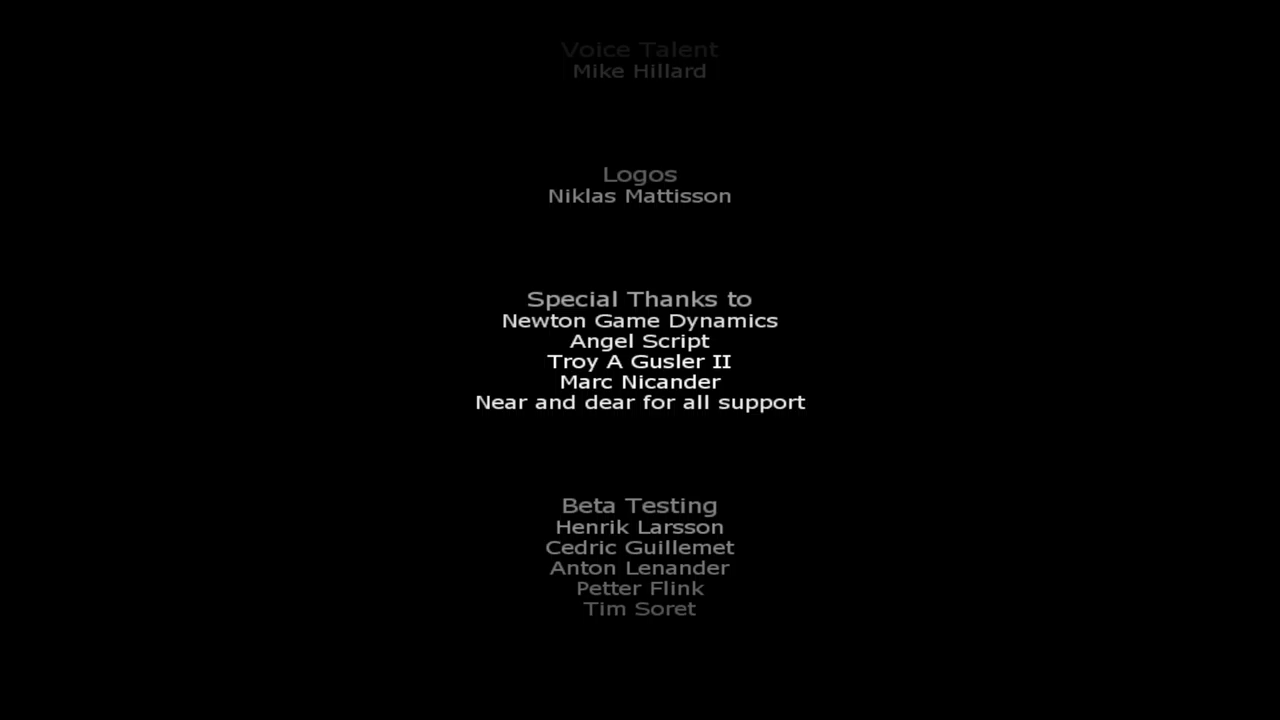 Voice Talent
Mike Hillard
Logos
Niklas Mattisson
Special Thanks to
Newton Game Dynamics
Angel Script
Troy A Gusler II
Marc Nicander
Near and dear for all support
Beta Testing
Henrik Larsson
Cedric Guillemet
Anton Lenander
Petter Flink
Tim Soret